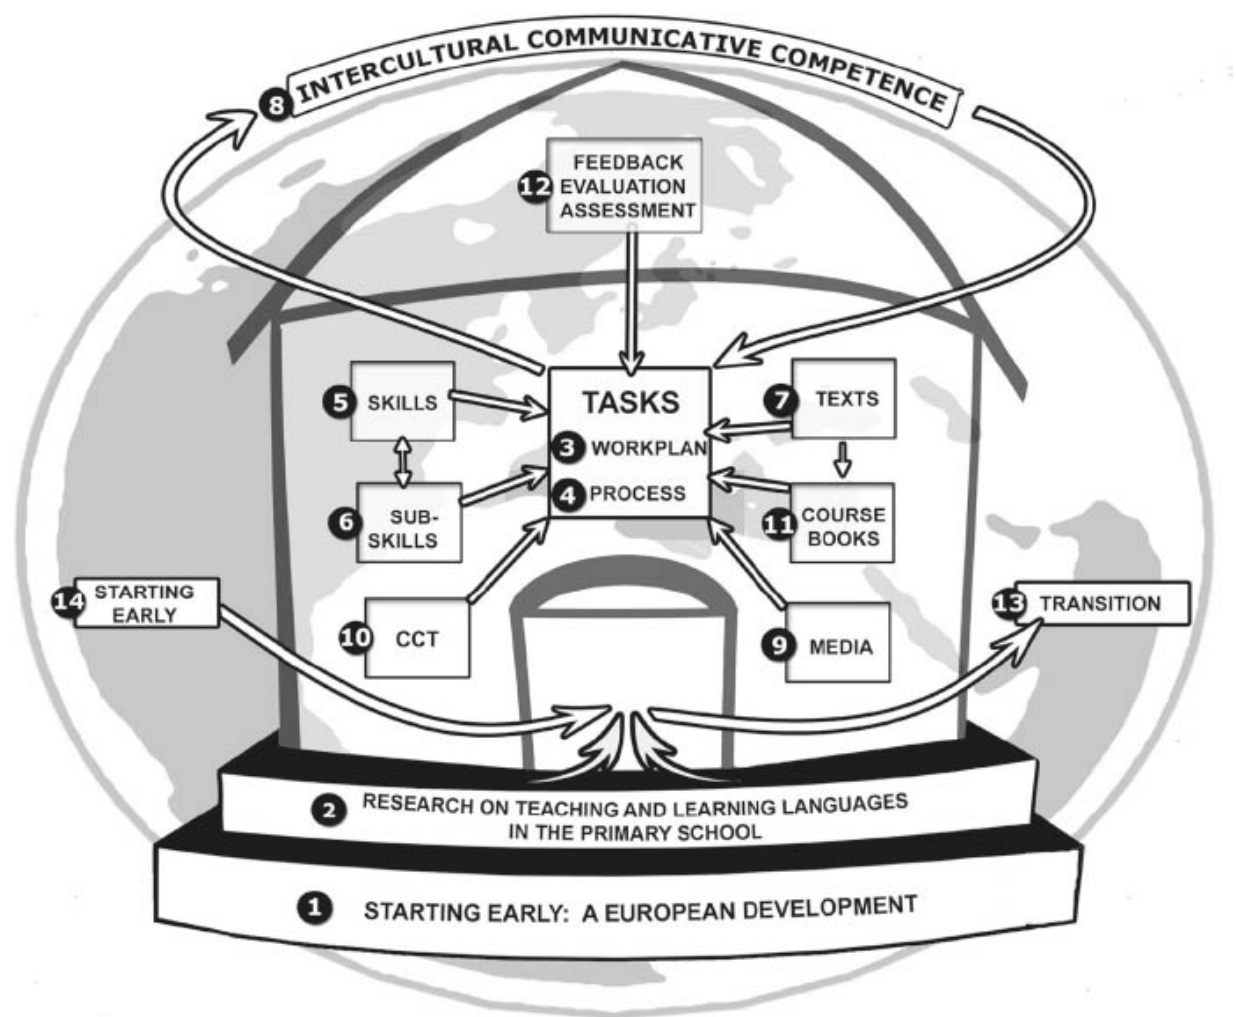 8 INTERCULTURAL COMMUNICATIVE COMPETENCE
12 FEEDBACK
EVALUATION
ASSESSMENT
5 SKILLS
TASKS
3 WORKPLAN
4 PROCESS
7 TEXTS
6 SUB-
SKILLS
11 COURSE
BOOKS
14 STARTING
EARLY
10 CCT
9 MEDIA
13 TRANSITION
2 RESEARCH ON TEACHING AND LEARNING LANGUAGES
IN THE PRIMARY SCHOOL
1 STARTING EARLY: A EUROPEAN DEVELOPMENT